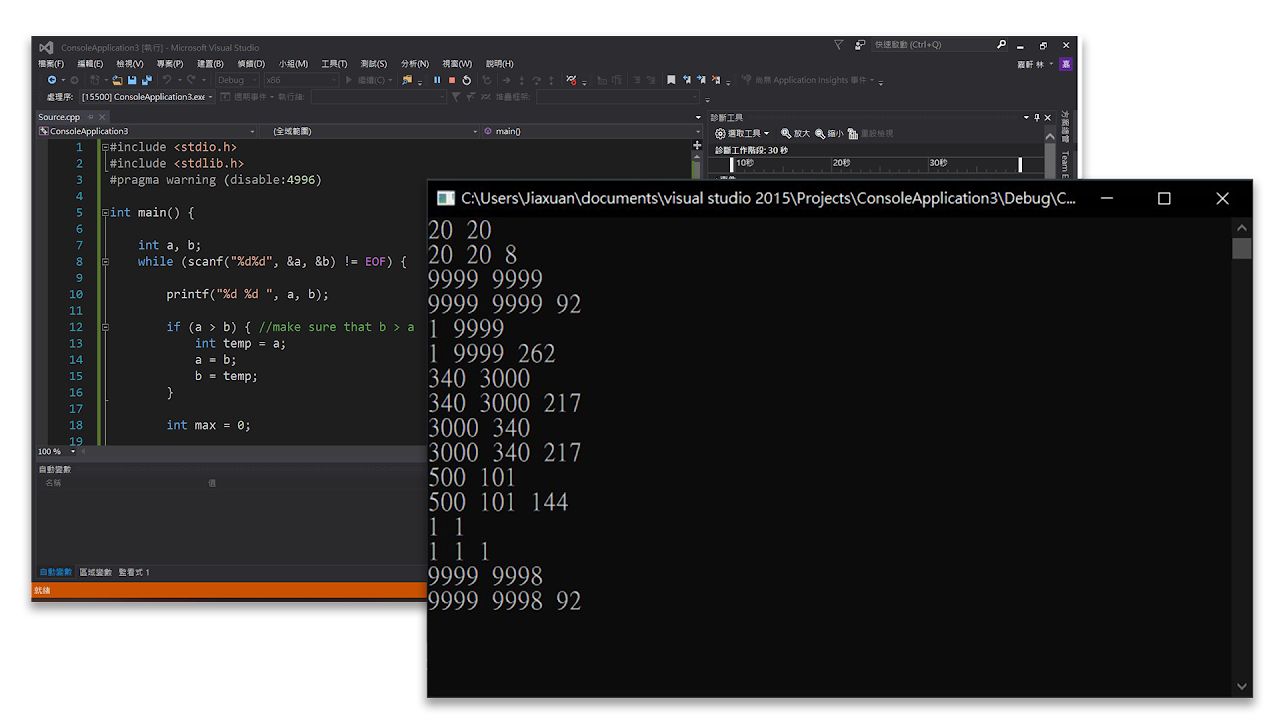 ConsoleApplication3 [執行] - Microsoft Visual Studio
快速啟動 (Ctrl+Q)
檔案(F) 編輯(E) 檢視(V) 專案(P) 建置(B) 偵錯(D) 小組(M) 工具(T) 測試(S) 分析(N) 視窗(W) 說明(H)
嘉軒 林 嘉
Debug x86 繼續(C) Application Insights 事件
處理序: [15500] ConsoleApplication3.exe 週期事件 執行緒: 堆疊框架:
Source.cpp
ConsoleApplication3 (全域範圍) main()
1 #include <stdio.h>
2 #include <stdlib.h>
3 #pragma warning (disable:4996)
4
5 int main() {
6
7 int a, b;
8 while (scanf("%d%d", &a, &b) != EOF) {
9
10 printf("%d %d ", a, b);
11
12 if (a > b) { //make sure that b > a
13 int temp = a;
14 a = b;
15 b = temp;
16 }
17
18 int max = 0;
19
100 %
自動變數
名稱 值
自動變數 區域變數 監看式 1
就緒
診斷工具
選取工具 放大 縮小 重設檢視
診斷工作階段: 30 秒
10秒 20秒 30秒
方案總管
Team E
C:\Users\Jiaxuan\documents\visual studio 2015\Projects\ConsoleApplication3\Debug\C...
20 20
20 20 8
9999 9999
9999 9999 92
1 9999
1 9999 262
340 3000
340 3000 217
3000 340
3000 340 217
500 101
500 101 144
1 1
1 1 1
9999 9998
9999 9998 92